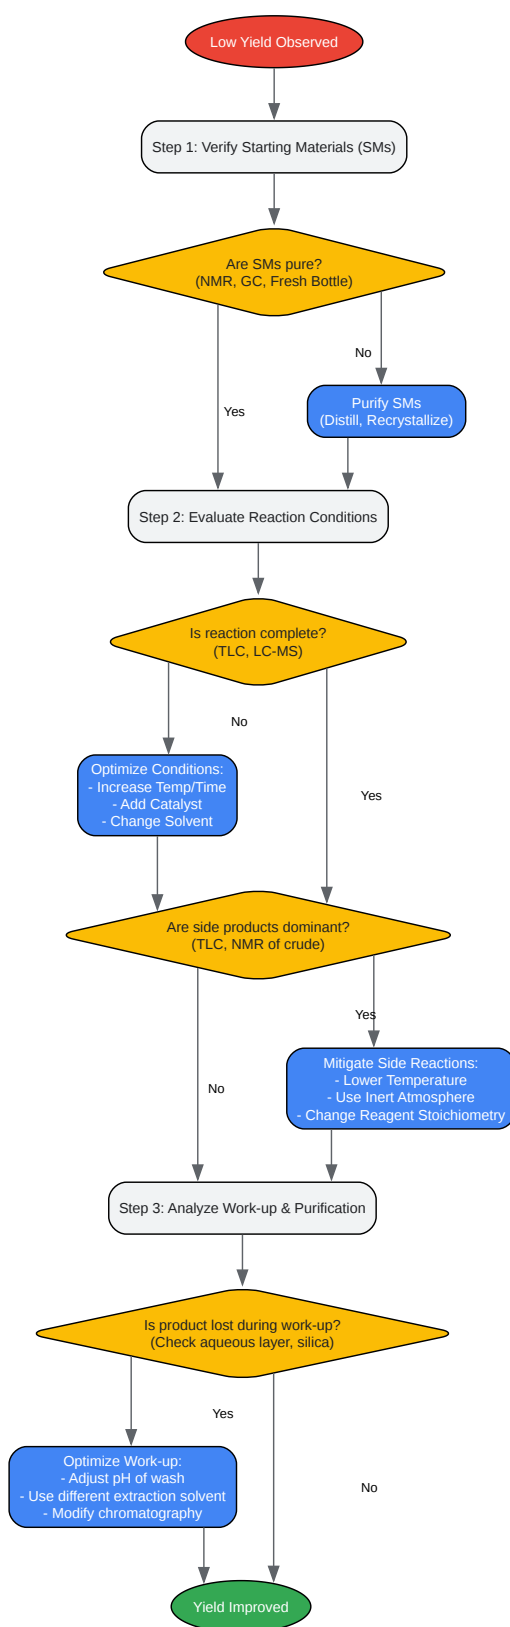 Low Yield Observed
Step 1: Verify Starting Materials (SMs)
Are SMs pure?
(NMR, GC, Fresh Bottle)
No
Purify SMs
(Distill, Recrystallize)
Yes
Step 2: Evaluate Reaction Conditions
Is reaction complete?
(TLC, LC-MS)
No
Optimize Conditions:
- Increase Temp/Time
- Add Catalyst
- Change Solvent
Yes
Are side products dominant?
(TLC, NMR of crude)
Yes
Mitigate Side Reactions:
- Lower Temperature
- Use Inert Atmosphere
- Change Reagent Stoichiometry
No
Step 3: Analyze Work-up & Purification
Is product lost during work-up?
(Check aqueous layer, silica)
Yes
Optimize Work-up:
- Adjust pH of wash
- Use different extraction solvent
- Modify chromatography
No
Yield Improved